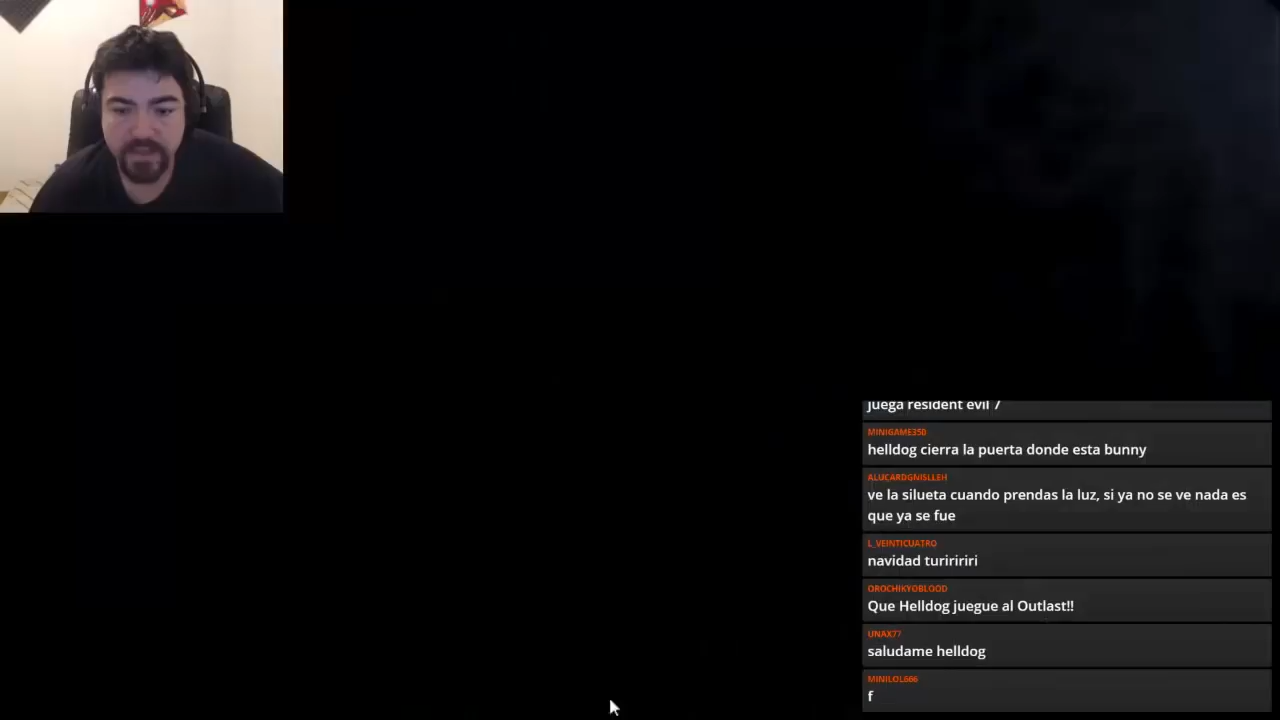 juega resident evil 7
MINIGAME350
helldog cierra la puerta donde esta bunny
ALUCARDGNISLLEH
ve la silueta cuando prendas la luz, si ya no se ve nada es
que ya se fue
L_VEINTICUATRO
navidad turiririri
OROCHIKYOBLOOD
Que Helldog juegue al Outlast!!
UNAX77
saludame helldog
MINILOL666
f